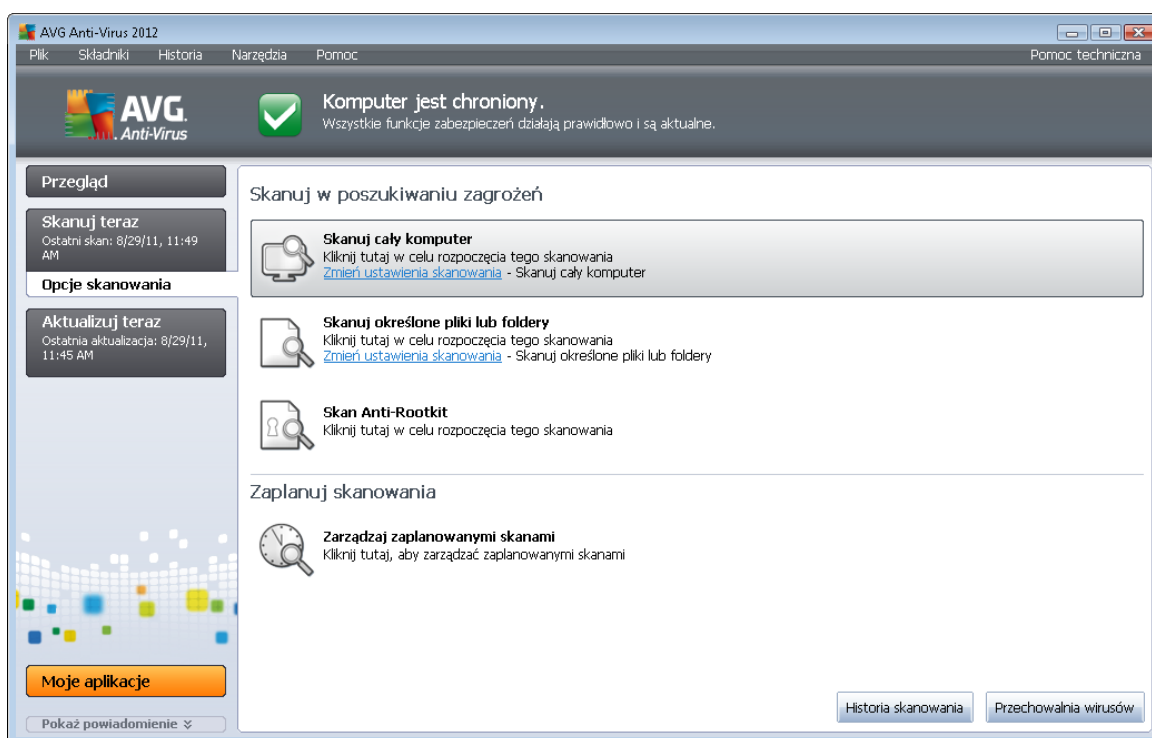 AVG Anti-Virus 2012
Plik Składniki Historia Narzędzia Pomoc Pomoc techniczna
AVG.
Anti-Virus
Komputer jest chroniony.
Wszystkie funkcje zabezpieczeń działają prawidłowo i są aktualne.
Przegląd
Skanuj teraz
Ostatni skan: 8/29/11, 11:49
AM
Opcje skanowania
Aktualizuj teraz
Ostatnia aktualizacja: 8/29/11,
11:45 AM
Skanuj w poszukiwaniu zagrożeń
Skanuj cały komputer
Kliknij tutaj w celu rozpoczęcia tego skanowania
Zmień ustawienia skanowania - Skanuj cały komputer
Skanuj określone pliki lub foldery
Kliknij tutaj w celu rozpoczęcia tego skanowania
Zmień ustawienia skanowania - Skanuj określone pliki lub foldery
Skan Anti-Rootkit
Kliknij tutaj w celu rozpoczęcia tego skanowania
Zaplanuj skanowania
Zarządzaj zaplanowanymi skanami
Kliknij tutaj, aby zarządzać zaplanowanymi skanami
Moje aplikacje
Pokaż powiadomienie
Historia skanowania
Przechowalnia wirusów